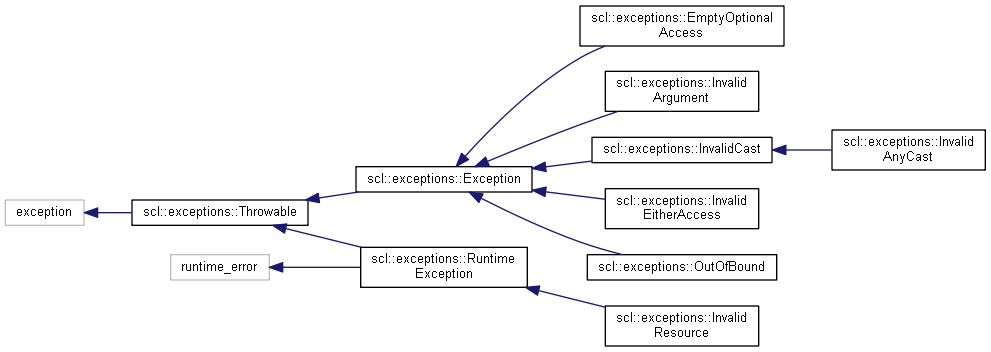 scl::exceptions::EmptyOptional
Access
scl::exceptions::Invalid
Argument
scl::exceptions::InvalidCast
scl::exceptions::Invalid
AnyCast
scl::exceptions::Exception
scl::exceptions::Invalid
EitherAccess
exception
scl::exceptions::Throwable
runtime_error
scl::exceptions::Runtime
Exception
scl::exceptions::OutOfBound
scl::exceptions::Invalid
Resource